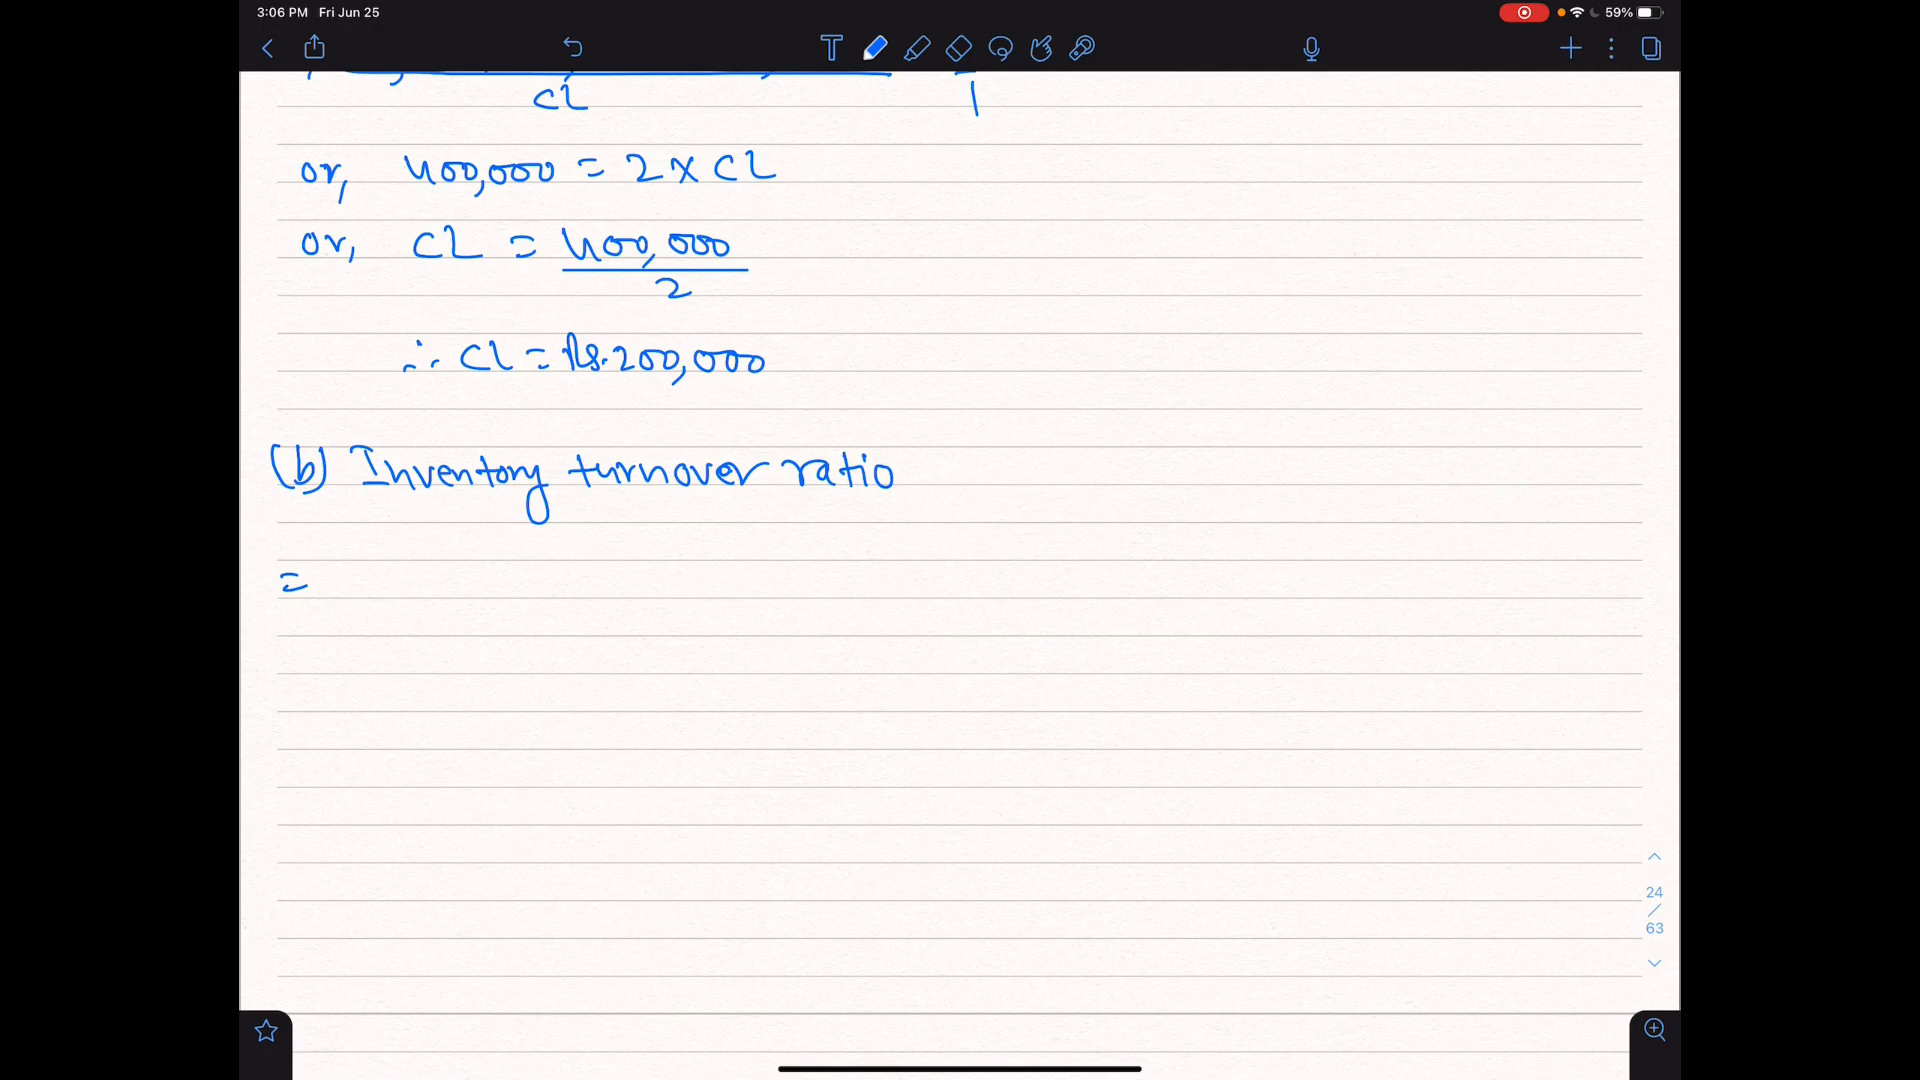 3:06 PM Fri Jun 25
59%
T
CL
1
or, 400,000 = 2 x CL
or, CL = 400,000
2
∴ CL = Rs. 200,000
(b) Inventory turnover ratio
=
24
/
63